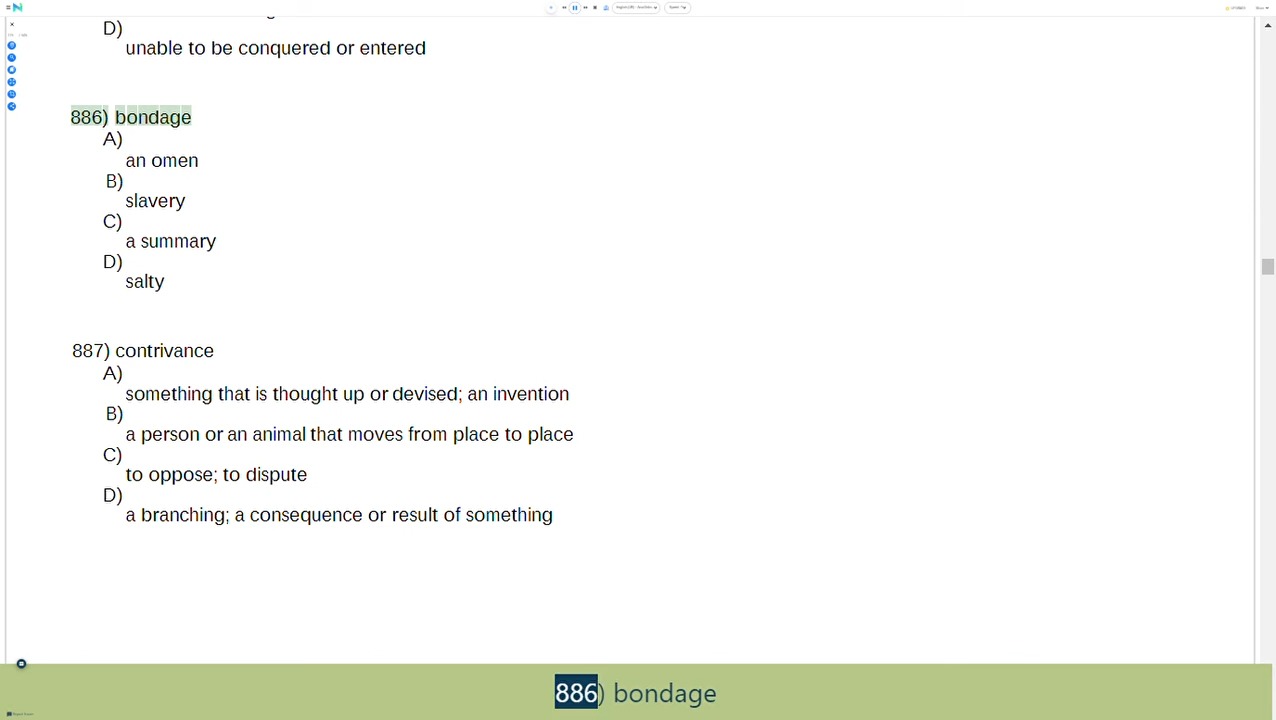 D)
unable to be conquered or entered
886) bondage
A)
an omen
B)
slavery
C)
a summary
D)
salty
887) contrivance
A)
something that is thought up or devised; an invention
B)
a person or an animal that moves from place to place
C)
to oppose; to dispute
D)
a branching; a consequence or result of something
886) bondage